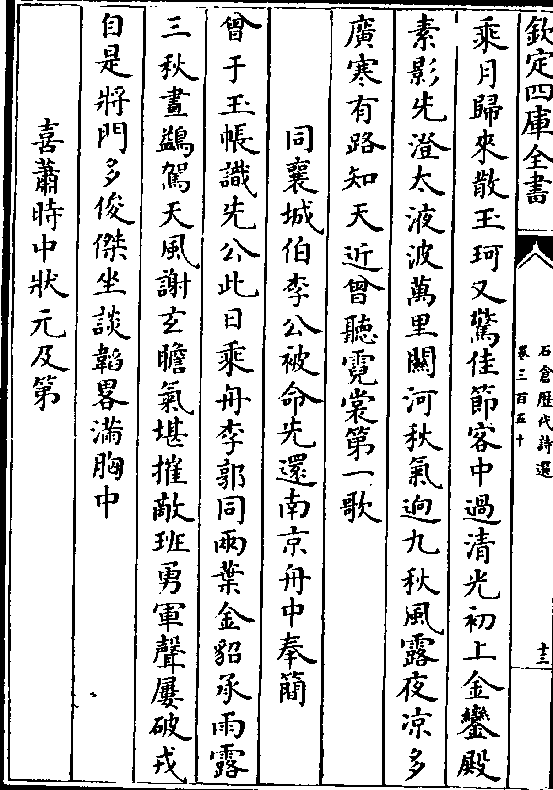 欽定四庫全書
石倉歷代詩選
卷三百五十
十三
乘月歸來散玉珂又驚佳節客中過清光初上金鑾殿
素影先澄太液波萬里關河秋氣逈九秋風露夜凉多
廣寒有路知天近曾聽霓裳第一歌
同襄城伯李公被命先還南京舟中奉簡
曾于玉帳識先公此日乘舟李郭同兩葉金貂承雨露
三秋畫鷁駕天風謝玄瞻氣堪摧敵班勇軍聲屢破戎
自是將門多俊傑坐談韜畧滿胸中
喜蕭時中狀元及第